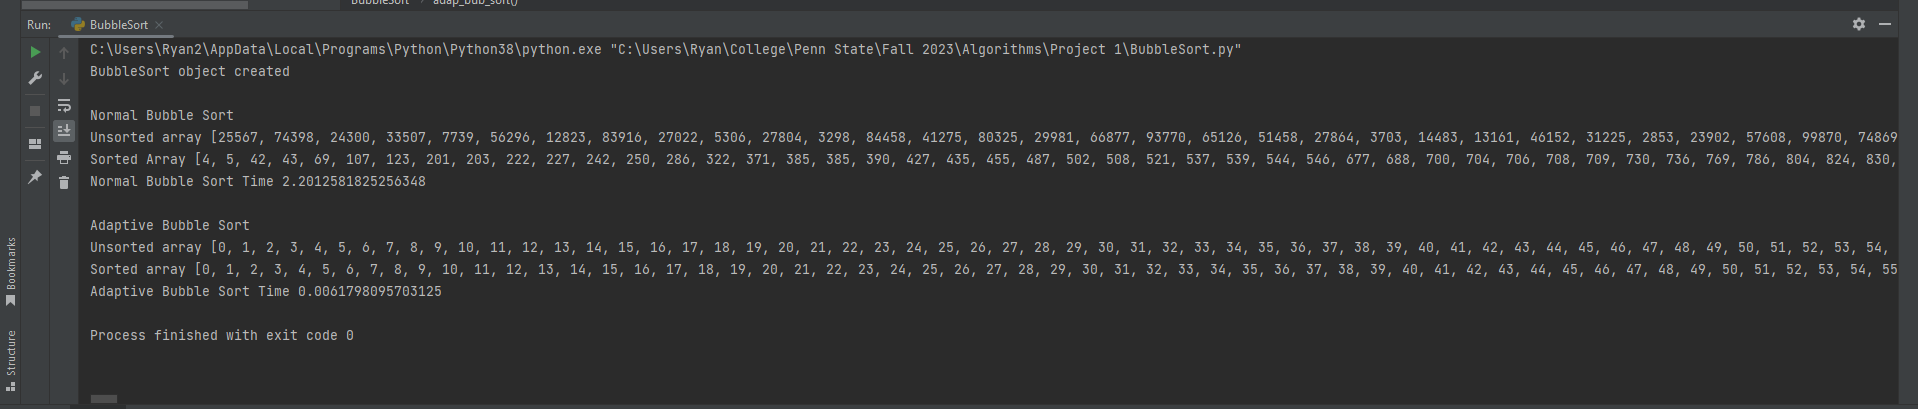 BubbleSort › adap_bub_sort()
Run: BubbleSort ×
C:\Users\Ryan2\AppData\Local\Programs\Python\Python38\python.exe "C:\Users\Ryan\College\Penn State\Fall 2023\Algorithms\Project 1\BubbleSort.py"
BubbleSort object created
Normal Bubble Sort
Unsorted array [25567, 74398, 24300, 33507, 7739, 56296, 12823, 83916, 27022, 5306, 27804, 3298, 84458, 41275, 80325, 29981, 66877, 93770, 65126, 51458, 27864, 3703, 14483, 13161, 46152, 31225, 2853, 23902, 57608, 99870, 74869
Sorted Array [4, 5, 42, 43, 69, 107, 123, 201, 203, 222, 227, 242, 250, 286, 322, 371, 385, 385, 390, 427, 435, 455, 487, 502, 508, 521, 537, 539, 544, 546, 677, 688, 700, 704, 706, 708, 709, 730, 736, 769, 786, 804, 824, 830,
Normal Bubble Sort Time 2.2012581825256348
Adaptive Bubble Sort
Unsorted array [0, 1, 2, 3, 4, 5, 6, 7, 8, 9, 10, 11, 12, 13, 14, 15, 16, 17, 18, 19, 20, 21, 22, 23, 24, 25, 26, 27, 28, 29, 30, 31, 32, 33, 34, 35, 36, 37, 38, 39, 40, 41, 42, 43, 44, 45, 46, 47, 48, 49, 50, 51, 52, 53, 54,
Sorted array [0, 1, 2, 3, 4, 5, 6, 7, 8, 9, 10, 11, 12, 13, 14, 15, 16, 17, 18, 19, 20, 21, 22, 23, 24, 25, 26, 27, 28, 29, 30, 31, 32, 33, 34, 35, 36, 37, 38, 39, 40, 41, 42, 43, 44, 45, 46, 47, 48, 49, 50, 51, 52, 53, 54, 55
Adaptive Bubble Sort Time 0.0061798095703125
Process finished with exit code 0
Bookmarks
Structure